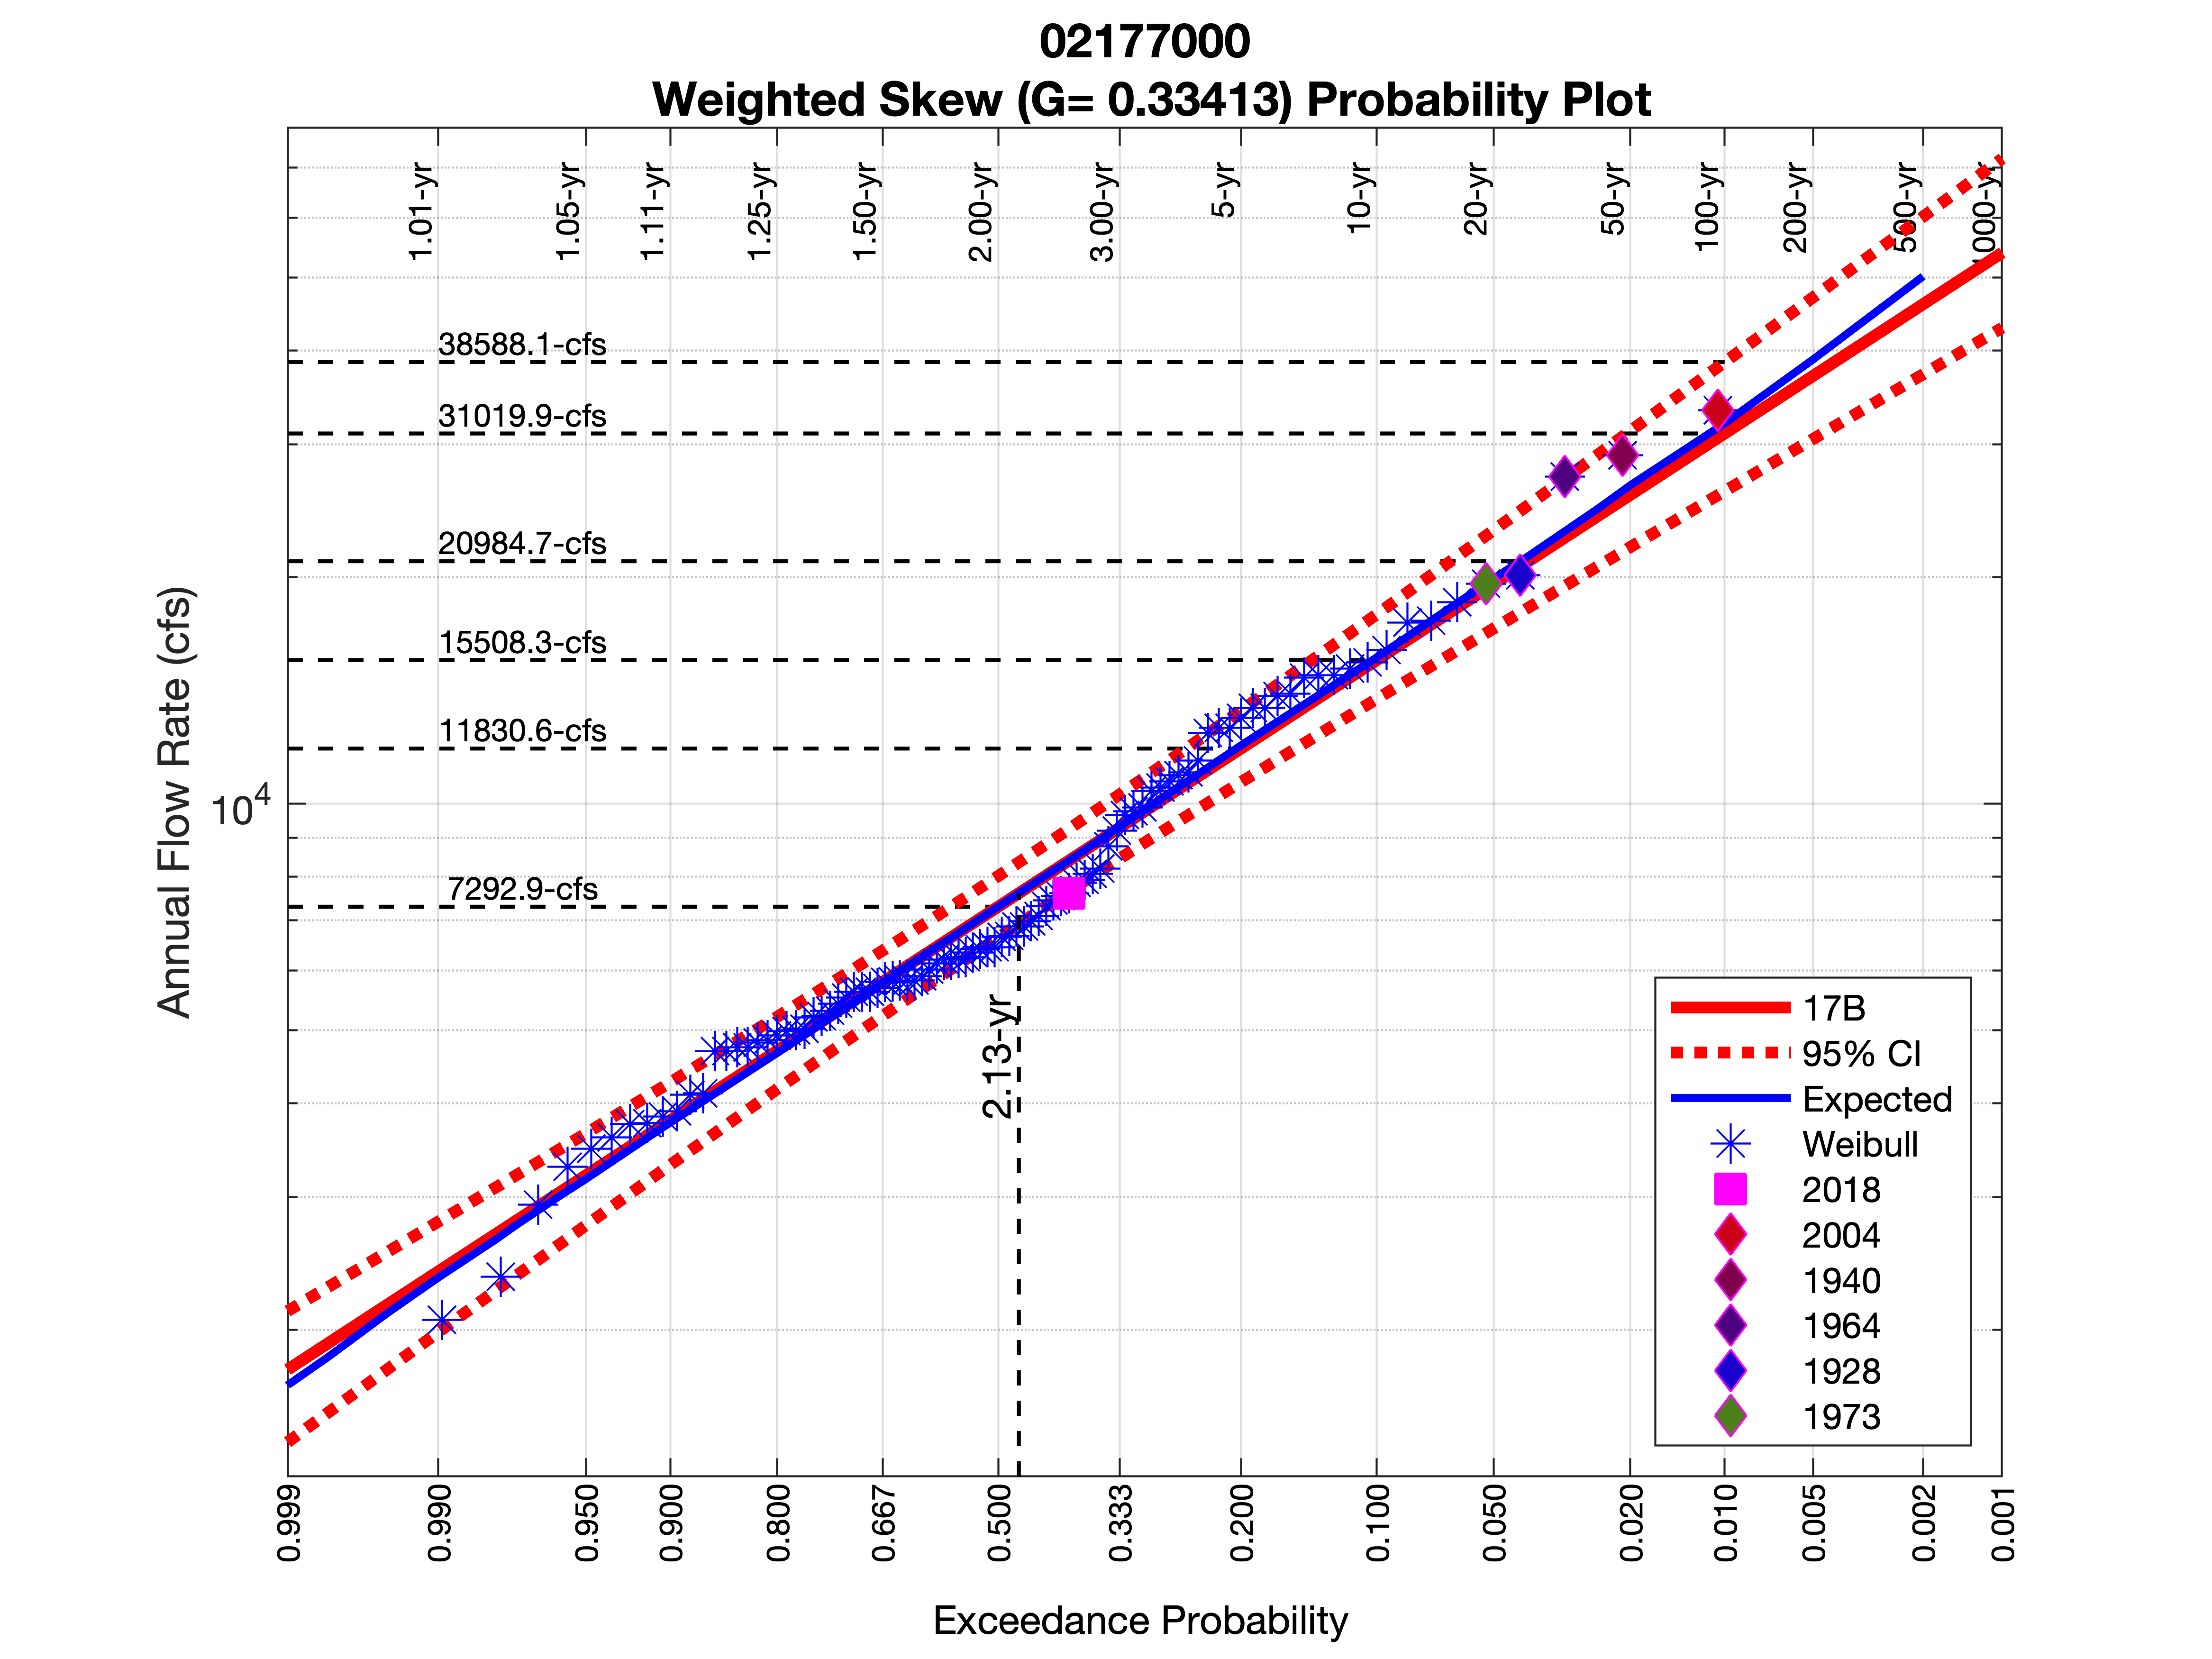 02177000
Weighted Skew (G= 0.33413) Probability Plot
1.01-yr
1.05-yr
1.11-yr
1.25-yr
1.50-yr
2.00-yr
3.00-yr
5-yr
10-yr
20-yr
50-yr
100-yr
200-yr
500-yr
1000-yr
38588.1-cfs
31019.9-cfs
20984.7-cfs
15508.3-cfs
11830.6-cfs
7292.9-cfs
10^4
Annual Flow Rate (cfs)
2.13-yr
17B
95% CI
Expected
Weibull
2018
2004
1940
1964
1928
1973
0.999
0.990
0.950
0.900
0.800
0.667
0.500
0.333
0.200
0.100
0.050
0.020
0.010
0.005
0.002
0.001
Exceedance Probability